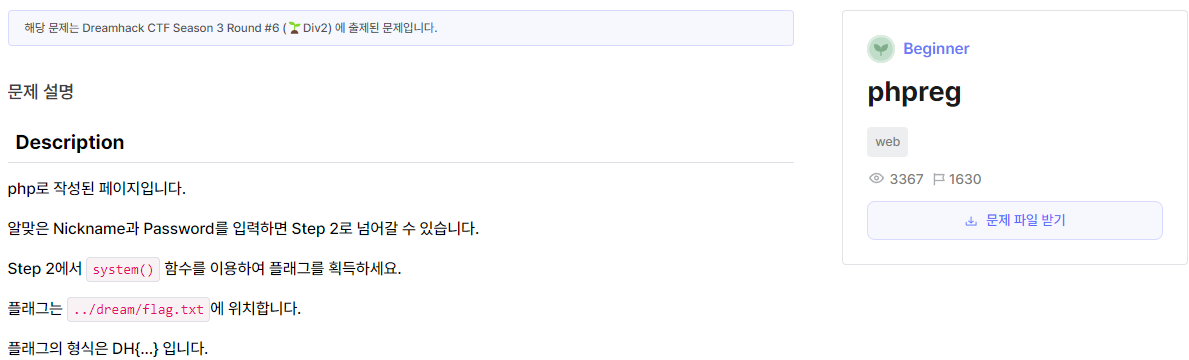 해당 문제는 Dreamhack CTF Season 3 Round #6 (🌱Div2) 에 출제된 문제입니다.
문제 설명
Description
php로 작성된 페이지입니다.
알맞은 Nickname과 Password를 입력하면 Step 2로 넘어갈 수 있습니다.
Step 2에서 system() 함수를 이용하여 플래그를 획득하세요.
플래그는 ../dream/flag.txt에 위치합니다.
플래그의 형식은 DH{...} 입니다.
Beginner
phpreg
web
3367 1630
문제 파일 받기